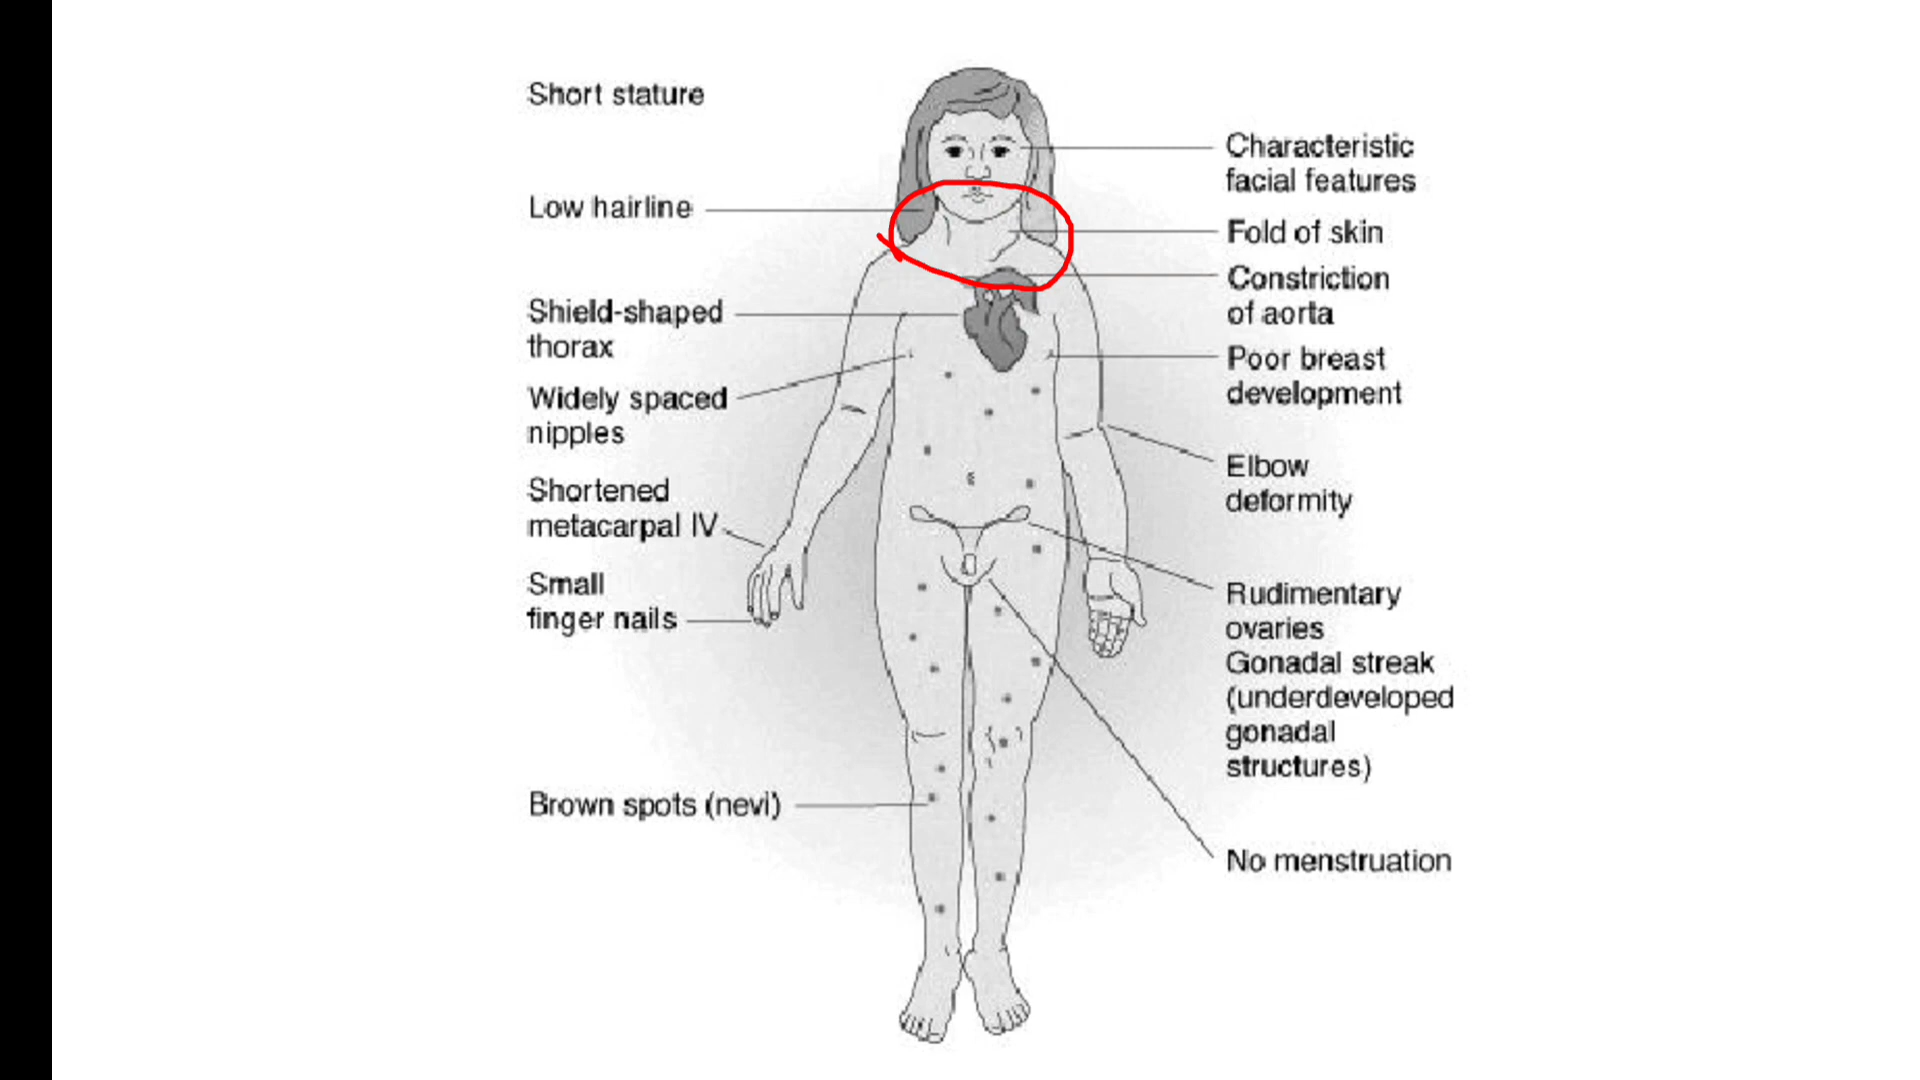 Short stature
Low hairline
Shield-shaped
thorax
Widely spaced
nipples
Shortened
metacarpal IV
Small
finger nails
Brown spots (nevi)
Characteristic
facial features
Fold of skin
Constriction
of aorta
Poor breast
development
Elbow
deformity
Rudimentary
ovaries
Gonadal streak
(underdeveloped
gonadal
structures)
No menstruation